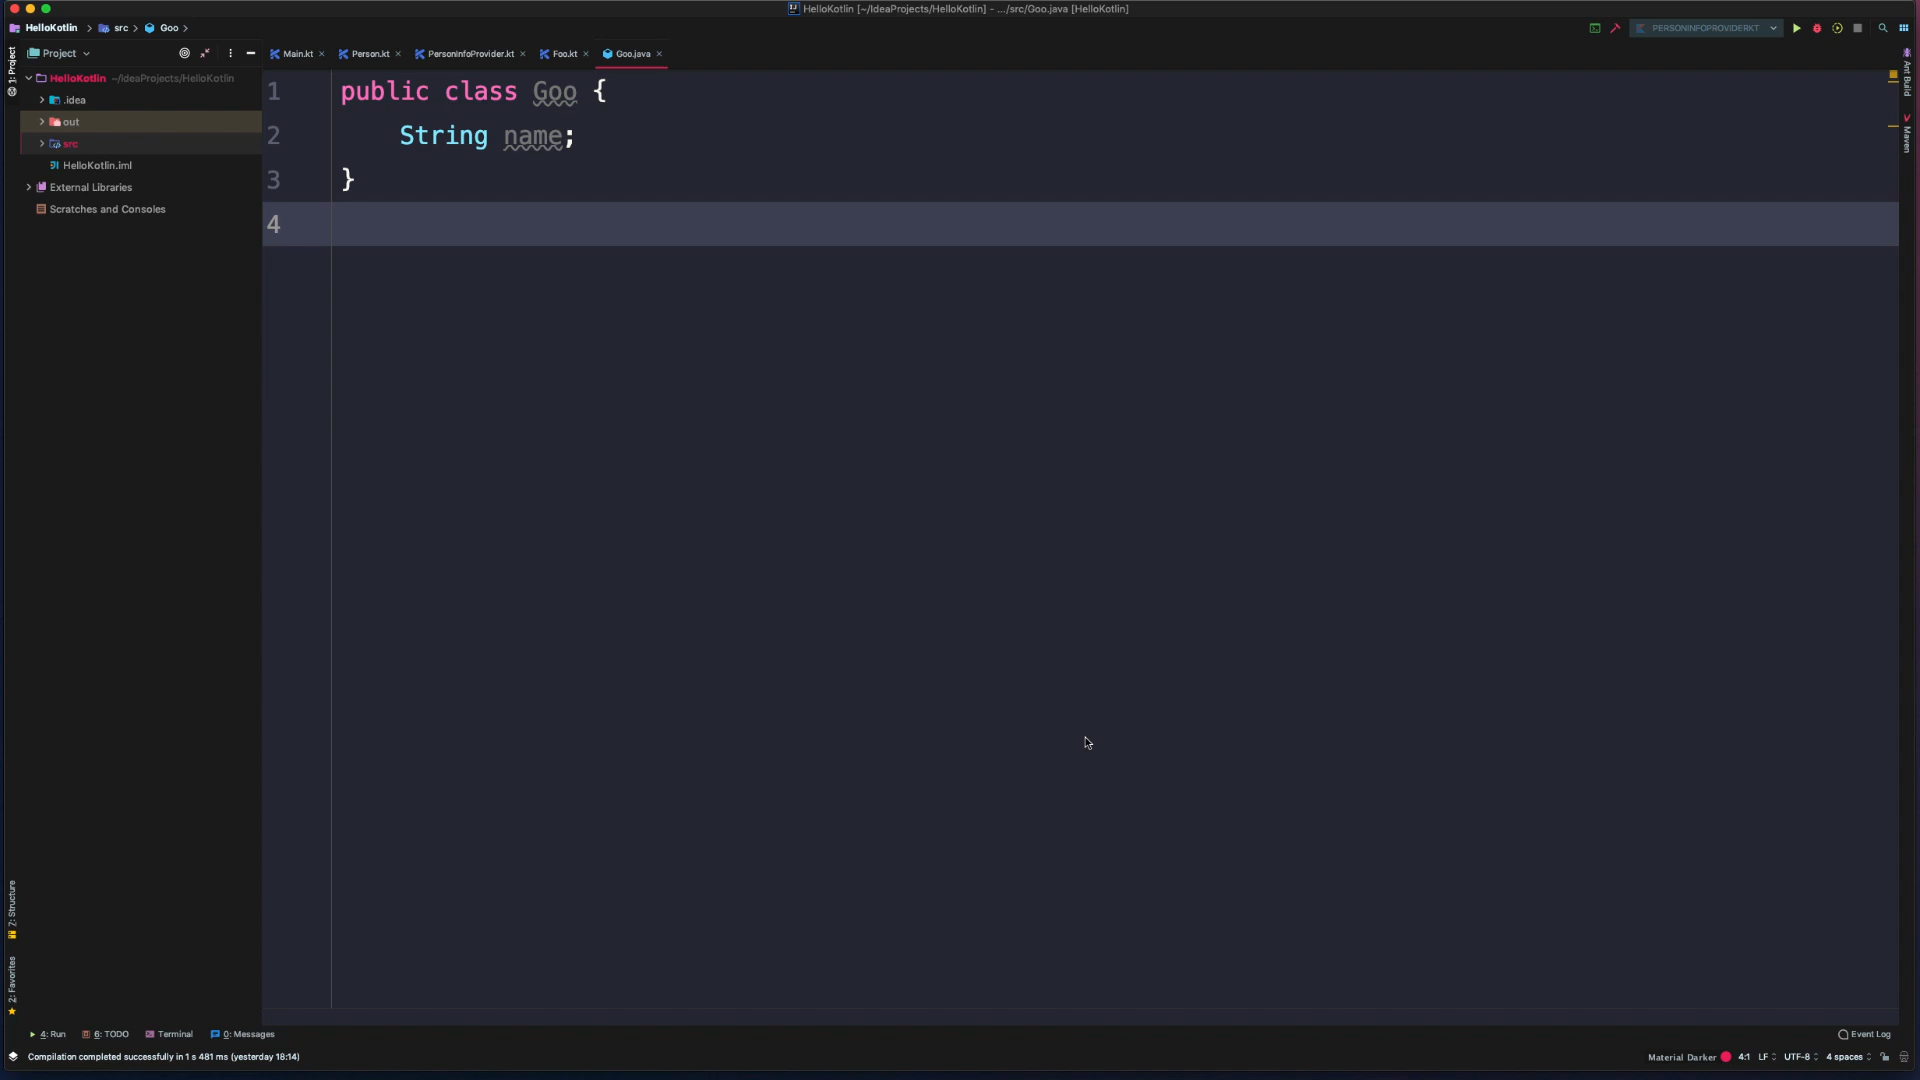 HelloKotlin [~/IdeaProjects/HelloKotlin] - .../src/Goo.java [HelloKotlin]
HelloKotlin > src > Goo >
PERSONINFOPROVIDERKT
Project
Main.kt
Person.kt
PersonInfoProvider.kt
Foo.kt
Goo.java
1: Project
HelloKotlin ~/IdeaProjects/HelloKotlin
.idea
out
src
HelloKotlin.iml
External Libraries
Scratches and Consoles
1 public class Goo {
2 String name;
3 }
4
Ant Build
Maven
Z: Structure
2: Favorites
4: Run
6: TODO
Terminal
0: Messages
Event Log
Compilation completed successfully in 1 s 481 ms (yesterday 18:14)
Material Darker 4:1 LF UTF-8 4 spaces